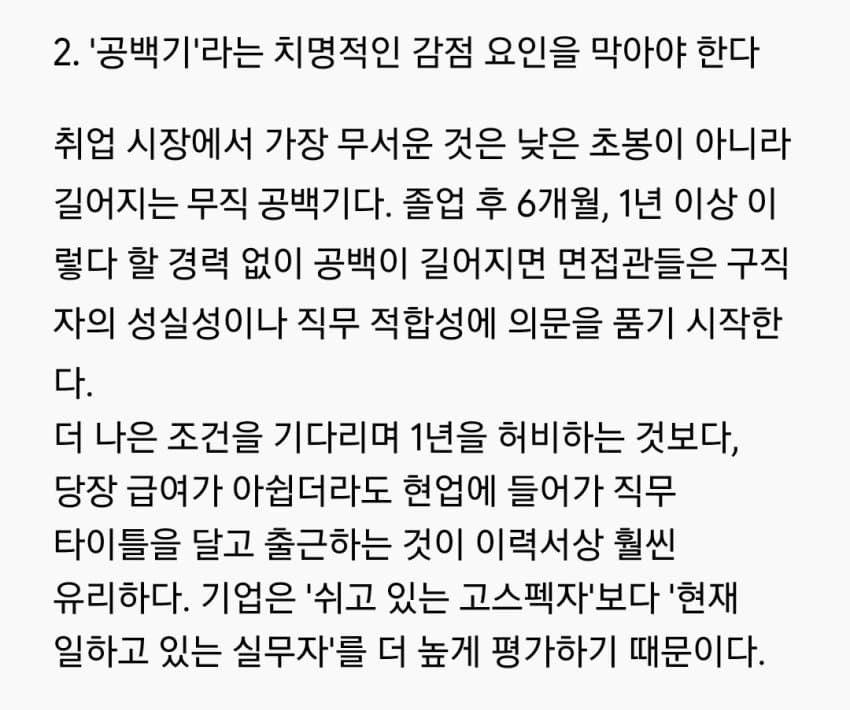 2. '공백기'라는 치명적인 감점 요인을 막아야 한다
취업 시장에서 가장 무서운 것은 낮은 초봉이 아니라
길어지는 무직 공백기다. 졸업 후 6개월, 1년 이상 이
렇다 할 경력 없이 공백이 길어지면 면접관들은 구직
자의 성실성이나 직무 적합성에 의문을 품기 시작한
다.
더 나은 조건을 기다리며 1년을 허비하는 것보다,
당장 급여가 아쉽더라도 현업에 들어가 직무
타이틀을 달고 출근하는 것이 이력서상 훨씬
유리하다. 기업은 '쉬고 있는 고스펙자'보다 '현재
일하고 있는 실무자'를 더 높게 평가하기 때문이다.